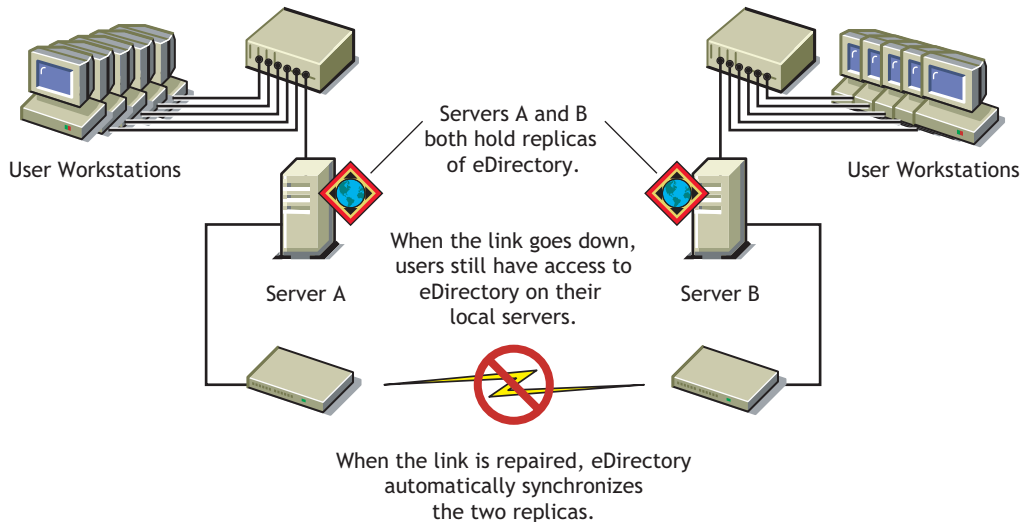 Servers A and B
both hold replicas
of eDirectory.
User Workstations
User Workstations
When the link goes down,
users still have access to
eDirectory on their
local servers.
Server A
Server B
When the link is repaired, eDirectory
automatically synchronizes
the two replicas.